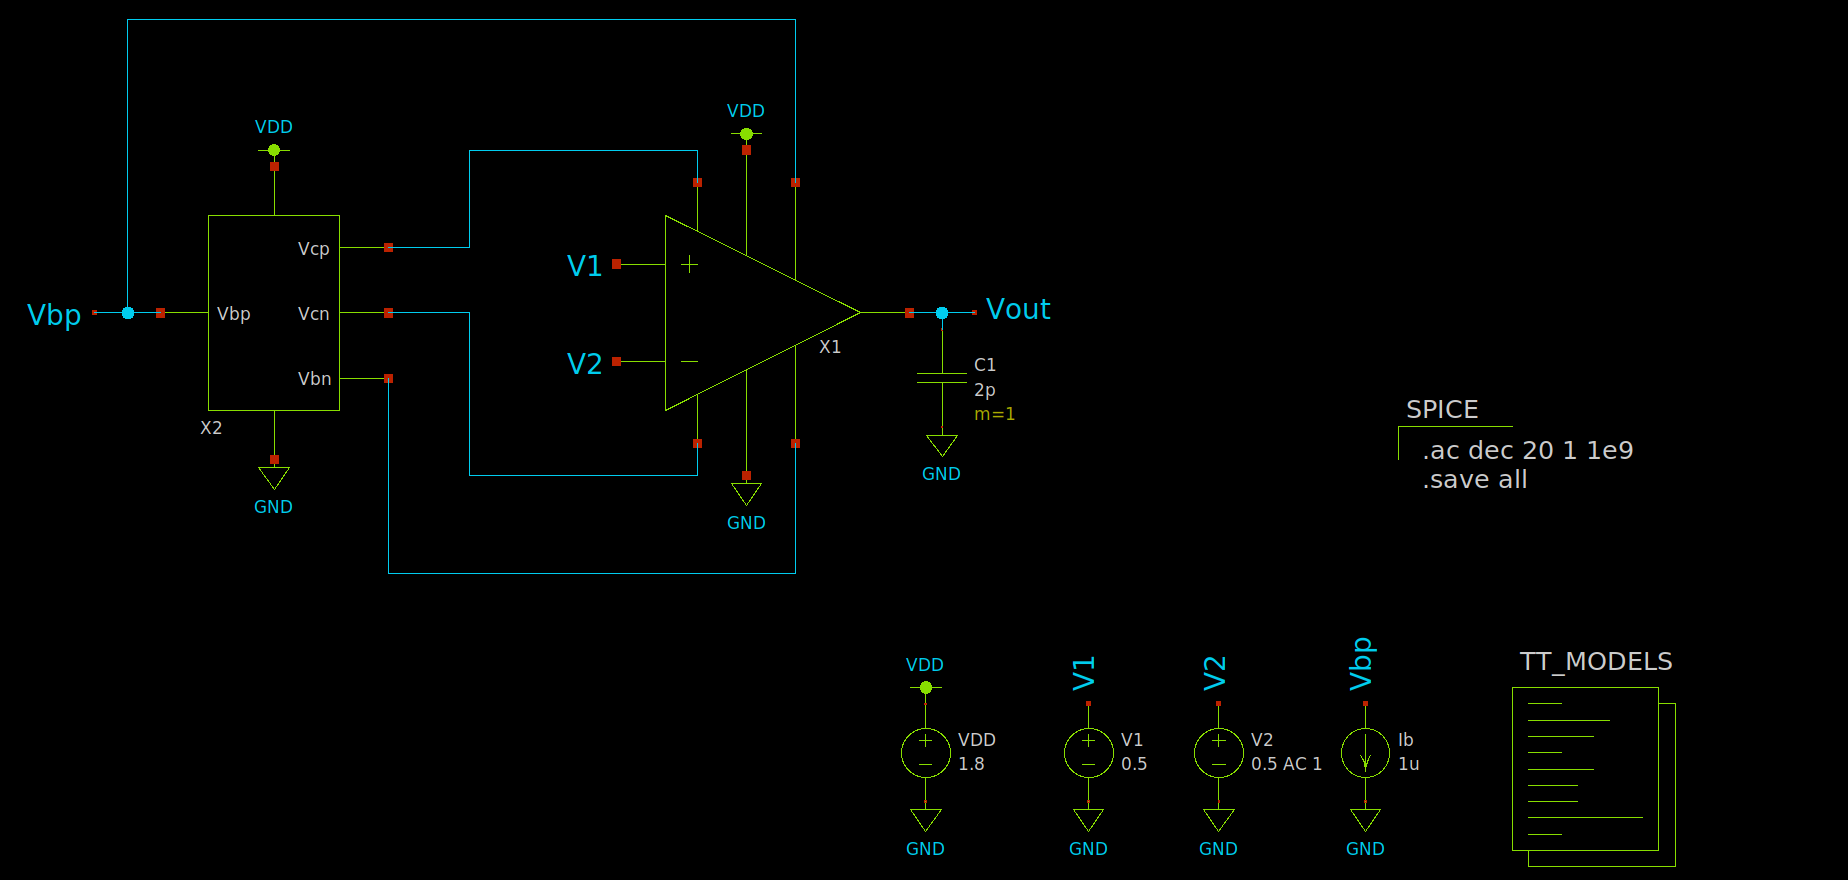 VDD
VDD
Vcp
Vbp
Vbp
Vcn
Vbn
X2
GND
V1
V2
X1
GND
Vout
C1
2p
m=1
GND
SPICE
.ac dec 20 1 1e9
.save all
VDD
VDD
1.8
GND
V1
V1
0.5
GND
V2
V2
0.5 AC 1
GND
Vbp
Ib
1u
GND
TT_MODELS